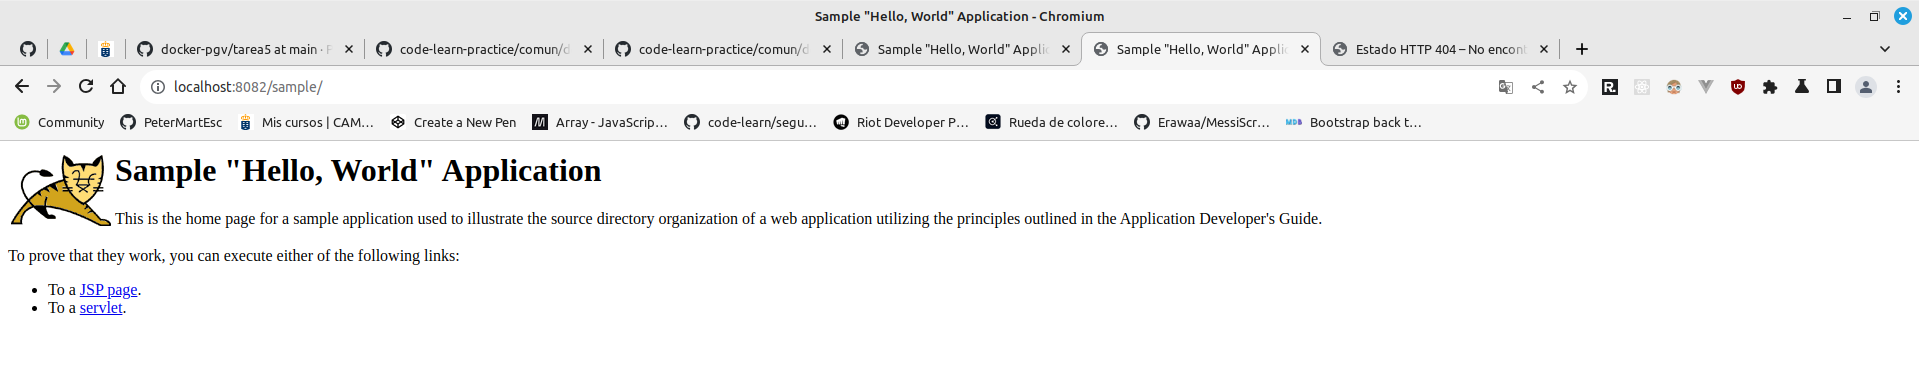 Sample "Hello, World" Application - Chromium
docker-pgv/tarea5 at main · P
code-learn-practice/comun/d
code-learn-practice/comun/d
Sample "Hello, World" Applic
Sample "Hello, World" Applic
Estado HTTP 404 – No encont
localhost:8082/sample/
Community
PeterMartEsc
Mis cursos | CAM…
Create a New Pen
Array - JavaScrip…
code-learn/segu…
Riot Developer P…
Rueda de colore…
Erawaa/MessiScr…
MDB Bootstrap back t…
Sample "Hello, World" Application
This is the home page for a sample application used to illustrate the source directory organization of a web application utilizing the principles outlined in the Application Developer's Guide.
To prove that they work, you can execute either of the following links:
• To a JSP page.
• To a servlet.